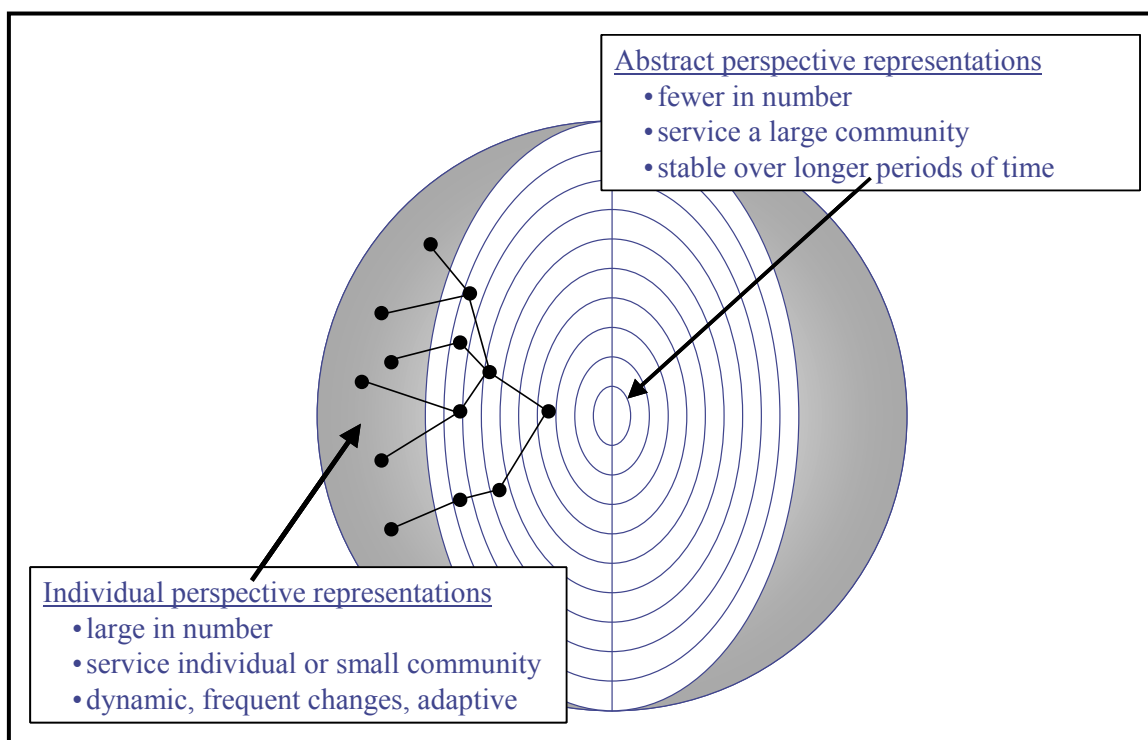 Abstract perspective representations
•fewer in number
•service a large community
•stable over longer periods of time
Individual perspective representations
•large in number
•service individual or small community
•dynamic, frequent changes, adaptive